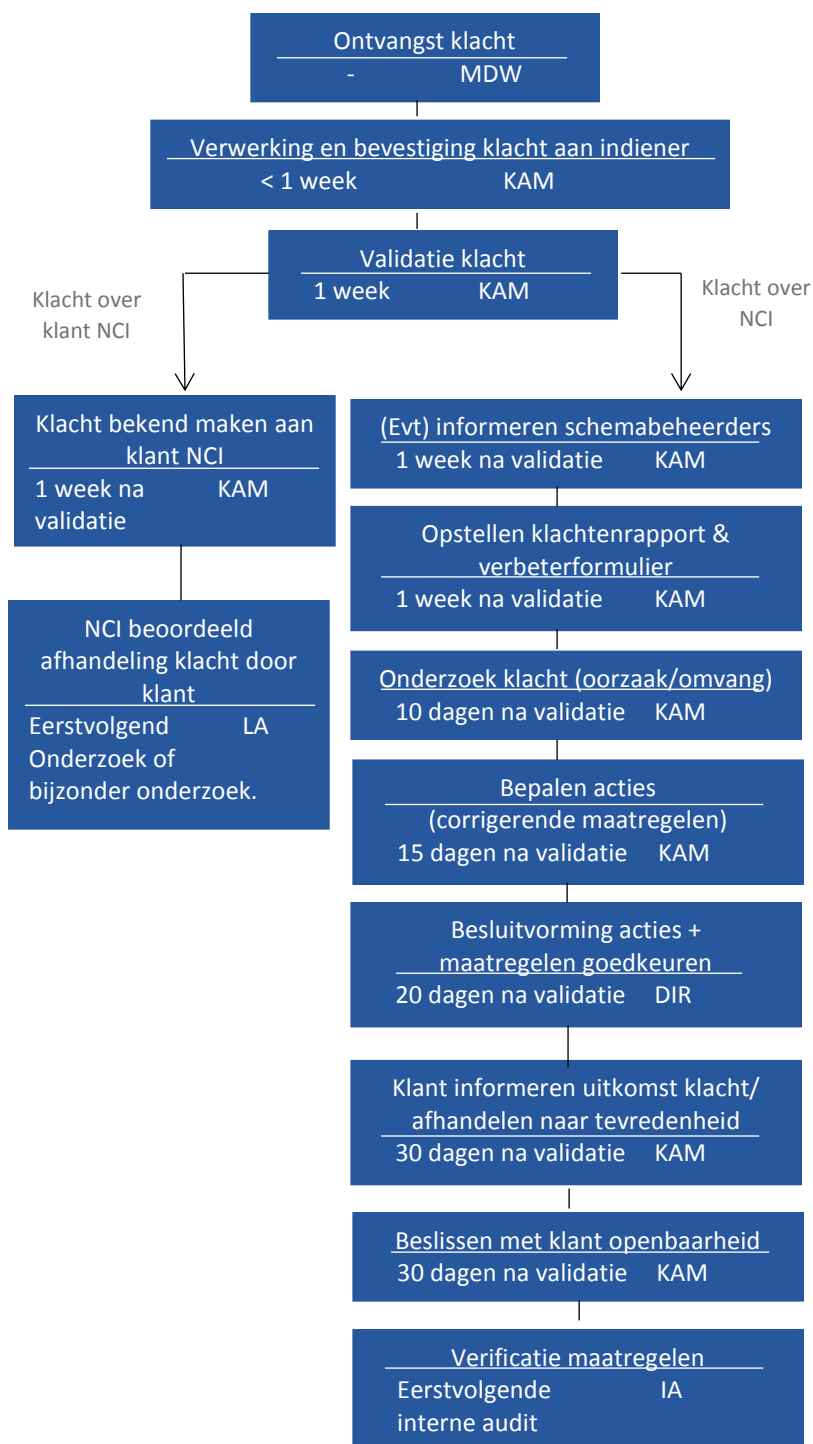 Ontvangst klacht
- MDW
Verwerking en bevestiging klacht aan indiener
< 1 week KAM
Validatie klacht
1 week KAM
Klacht over
klant NCI
Klacht over
NCI
Klacht bekend maken aan
klant NCI
1 week na KAM
validatie
NCI beoordeeld
afhandeling klacht door
klant
Eerstvolgend LA
Onderzoek of
bijzonder onderzoek.
(Evt) informeren schemabeheerders
1 week na validatie KAM
Opstellen klachtenrapport &
verbeterformulier
1 week na validatie KAM
Onderzoek klacht (oorzaak/omvang)
10 dagen na validatie KAM
Bepalen acties
(corrigerende maatregelen)
15 dagen na validatie KAM
Besluitvorming acties +
maatregelen goedkeuren
20 dagen na validatie DIR
Klant informeren uitkomst klacht/
afhandelen naar tevredenheid
30 dagen na validatie KAM
Beslissen met klant openbaarheid
30 dagen na validatie KAM
Verificatie maatregelen
Eerstvolgende IA
interne audit